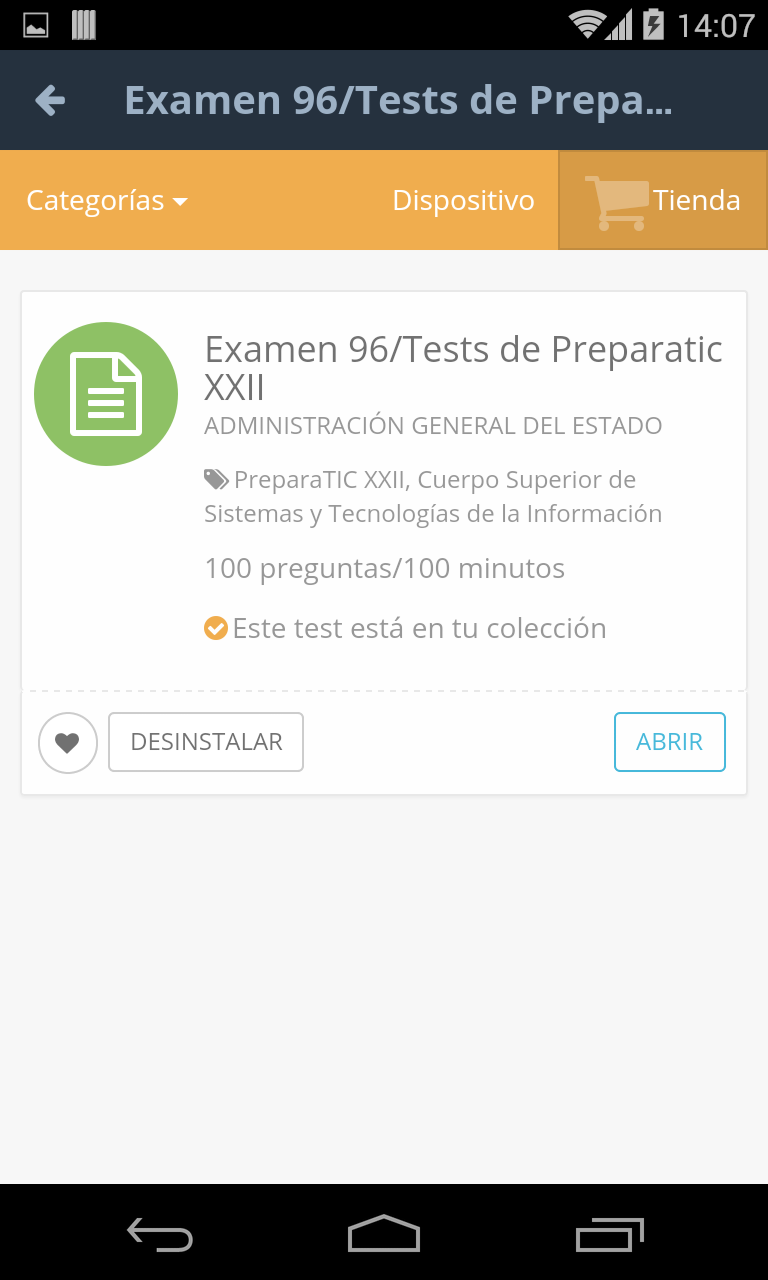 14:07
Examen 96/Tests de Prepa...
Categorías
Dispositivo
Tienda
Examen 96/Tests de Preparatic
XXII
ADMINISTRACIÓN GENERAL DEL ESTADO
PreparaTIC XXII, Cuerpo Superior de
Sistemas y Tecnologías de la Información
100 preguntas/100 minutos
Este test está en tu colección
DESINSTALAR
ABRIR